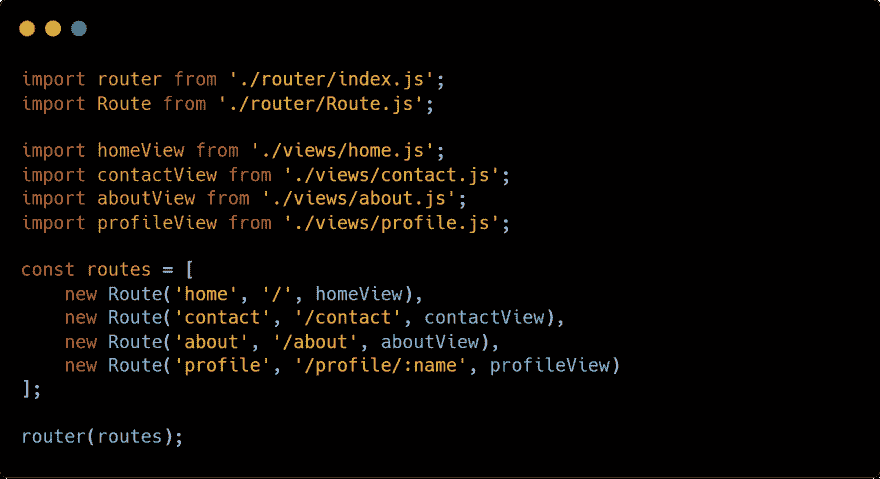 import router from './router/index.js';
import Route from './router/Route.js';
import homeView from './views/home.js';
import contactView from './views/contact.js';
import aboutView from './views/about.js';
import profileView from './views/profile.js';
const routes = [
    new Route('home', '/', homeView),
    new Route('contact', '/contact', contactView),
    new Route('about', '/about', aboutView),
    new Route('profile', '/profile/:name', profileView)
];
router(routes);